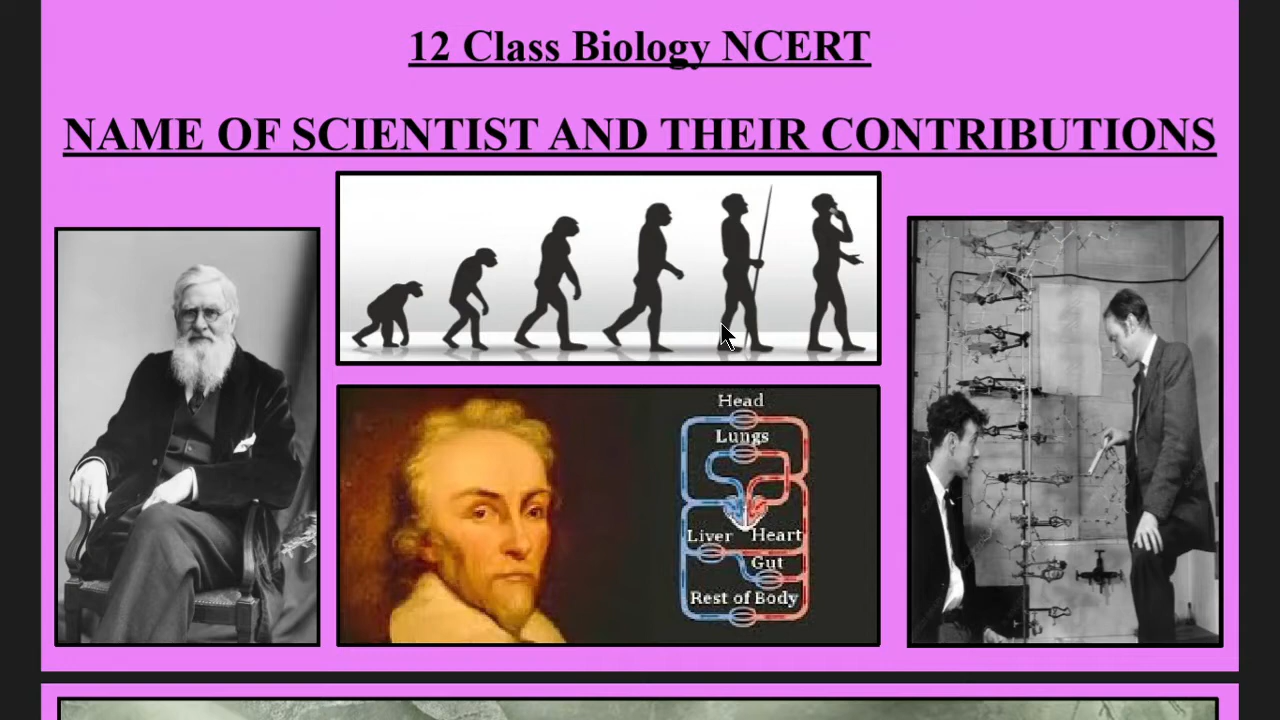 12 Class Biology NCERT
NAME OF SCIENTIST AND THEIR CONTRIBUTIONS
Head
Lungs
Liver Heart
Gut
Rest of Body